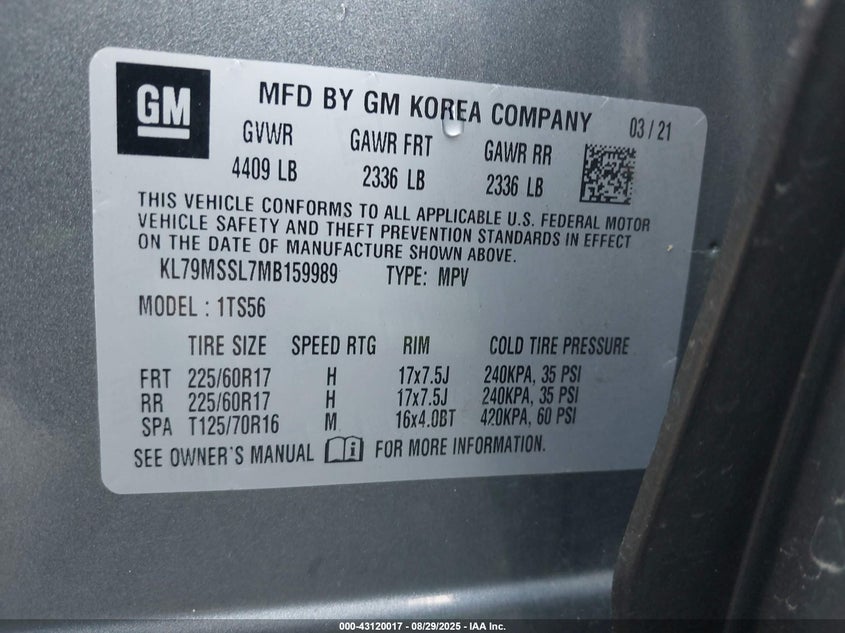 GM
MFD BY GM KOREA COMPANY 03/21
GVWR GAWR FRT GAWR RR
4409 LB 2336 LB 2336 LB
THIS VEHICLE CONFORMS TO ALL APPLICABLE U.S. FEDERAL MOTOR
VEHICLE SAFETY AND THEFT PREVENTION STANDARDS IN EFFECT
ON THE DATE OF MANUFACTURE SHOWN ABOVE.
KL79MSSL7MB159989 TYPE: MPV
MODEL : 1TS56
TIRE SIZE SPEED RTG RIM COLD TIRE PRESSURE
FRT 225/60R17 H 17x7.5J 240KPA, 35 PSI
RR 225/60R17 H 17x7.5J 240KPA, 35 PSI
SPA T125/70R16 M 16x4.0BT 420KPA, 60 PSI
SEE OWNER'S MANUAL FOR MORE INFORMATION.
000-43120017 - 08/29/2025 - IAA Inc.